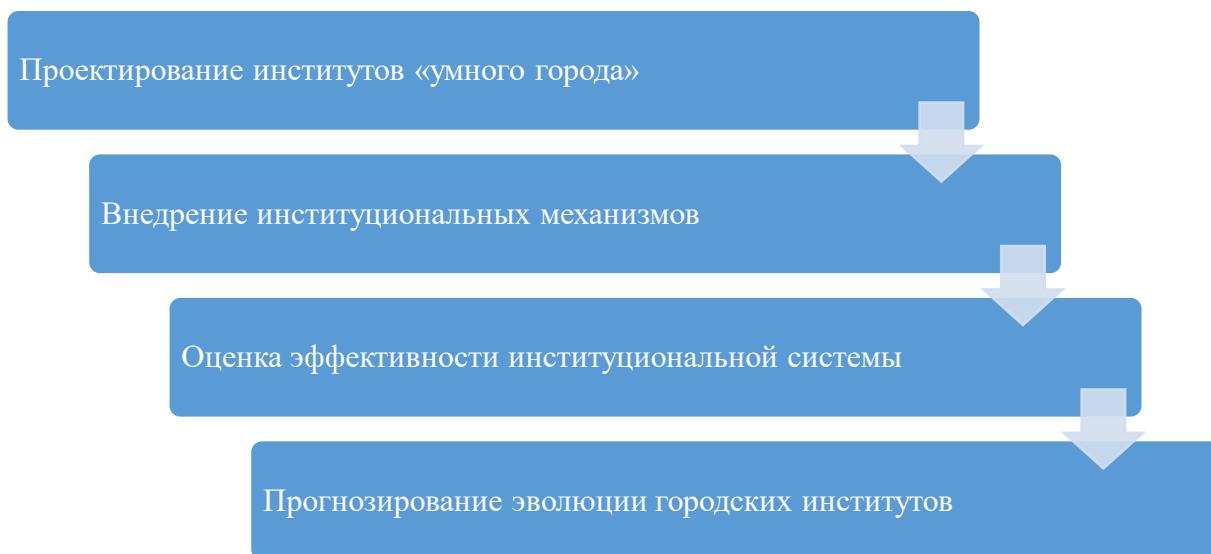 Проектирование институтов «умного города»
Внедрение институциональных механизмов
Оценка эффективности институциональной системы
Прогнозирование эволюции городских институтов